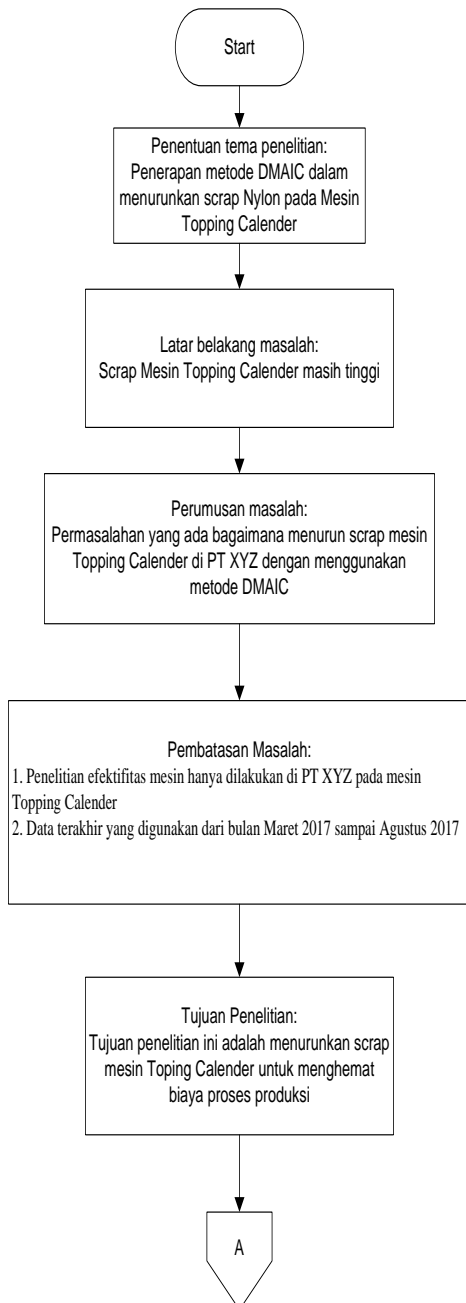 Start
Penentuan tema penelitian:
Penerapan metode DMAIC dalam
menurunkan scrap Nylon pada Mesin
Topping Calender
Latar belakang masalah:
Scrap Mesin Topping Calender masih tinggi
Perumusan masalah:
Permasalahan yang ada bagaimana menurun scrap mesin
Topping Calender di PT XYZ dengan menggunakan
metode DMAIC
Pembatasan Masalah:
1. Penelitian efektifitas mesin hanya dilakukan di PT XYZ pada mesin
Topping Calender
2. Data terakhir yang digunakan dari bulan Maret 2017 sampai Agustus 2017
Tujuan Penelitian:
Tujuan penelitian ini adalah menurunkan scrap
mesin Toping Calender untuk menghemat
biaya proses produksi
A